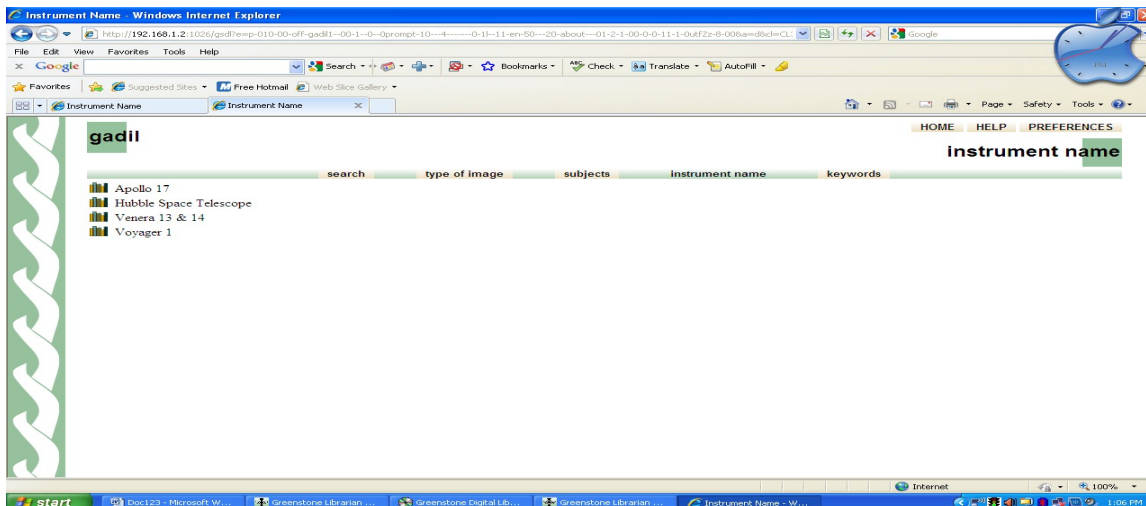 Instrument Name - Windows Internet Explorer
http://192.168.1.2:1026/gsdl?e=p-010-00-off-gadil1--00-1--0--0prompt-10---4-------0-1l--11-en-50---20-about---01-2-1-00-0-0-11-1-0utfZz-8-00&a=d&cl=CL: Google
File Edit View Favorites Tools Help
Google Search Bookmarks Check Translate AutoFill
Favorites Suggested Sites Free Hotmail Web Slice Gallery
Instrument Name Instrument Name Page Safety Tools
HOME HELP PREFERENCES
gadil
instrument name
search type of image subjects instrument name keywords
Apollo 17
Hubble Space Telescope
Venera 13 & 14
Voyager 1
Internet 100%
start Doc123 - Microsoft W... Greenstone Librarian ... Greenstone Digital Lib... Greenstone Librarian ... Instrument Name - W... 1:06 PM